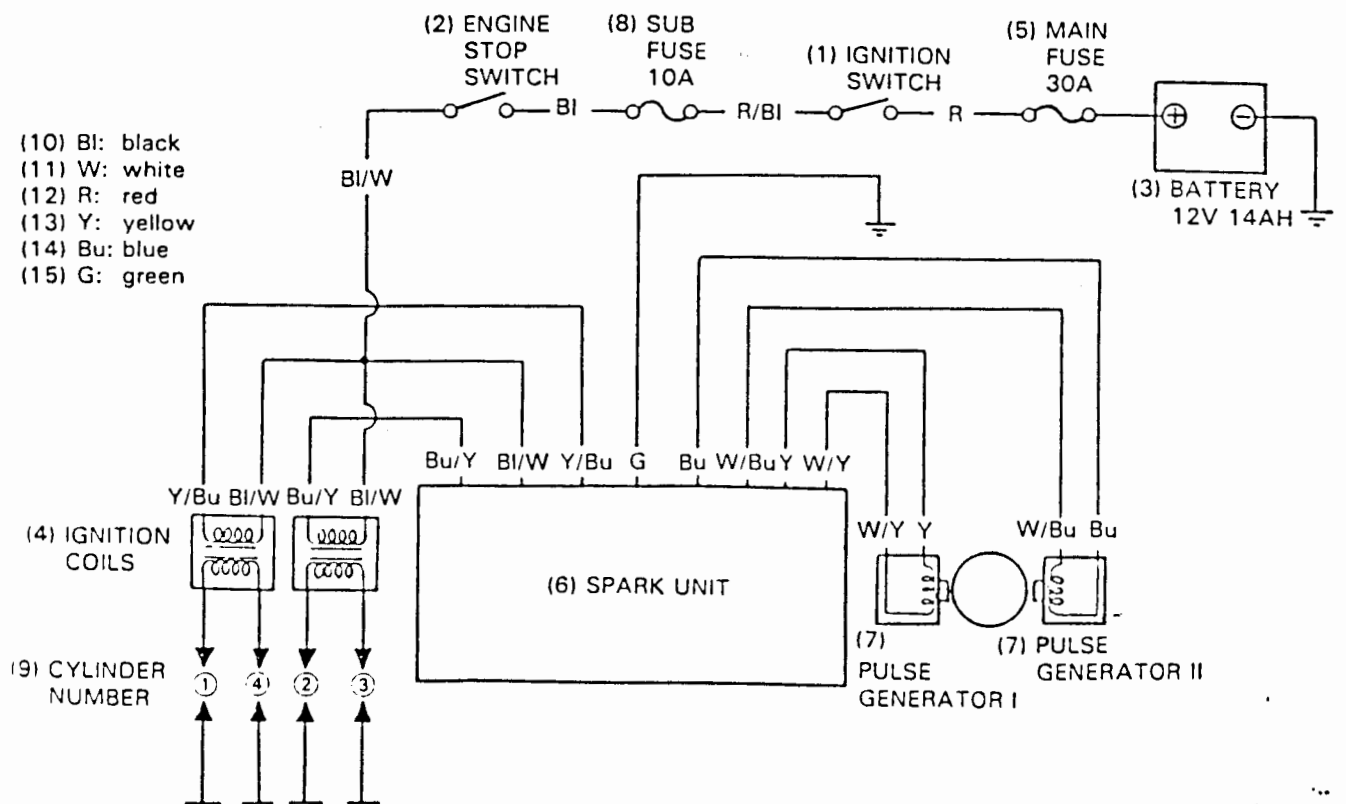 (2) ENGINE
STOP
SWITCH
(8) SUB
FUSE
10A
(1) IGNITION
SWITCH
(5) MAIN
FUSE
30A
Bl
R/Bl
R
+
-
(3) BATTERY
12V 14AH
(10) Bl: black
(11) W: white
(12) R: red
(13) Y: yellow
(14) Bu: blue
(15) G: green
Bl/W
Bu/Y Bl/W Y/Bu G Bu W/Bu Y W/Y
Y/Bu Bl/W Bu/Y Bl/W
(4) IGNITION
COILS
(6) SPARK UNIT
W/Y Y
W/Bu Bu
(7)
PULSE
GENERATOR I
(7) PULSE
GENERATOR II
(9) CYLINDER
NUMBER
1 4 2 3